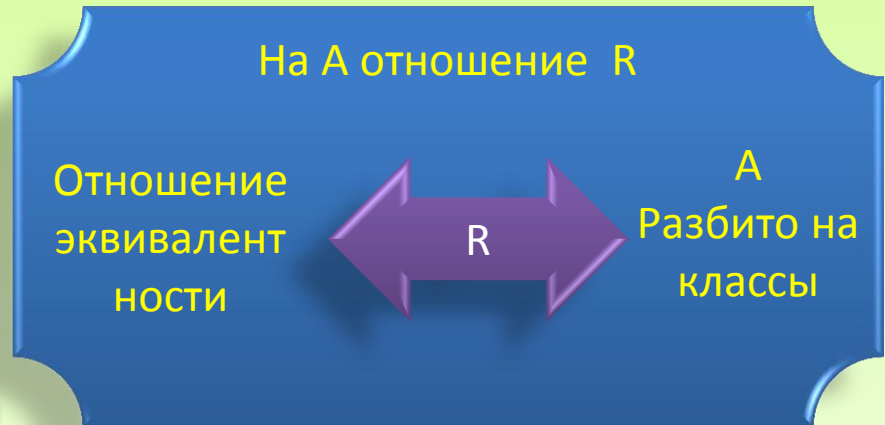 На А отношение R
Отношение
эквивалент
ности
R
А
Разбито на
классы